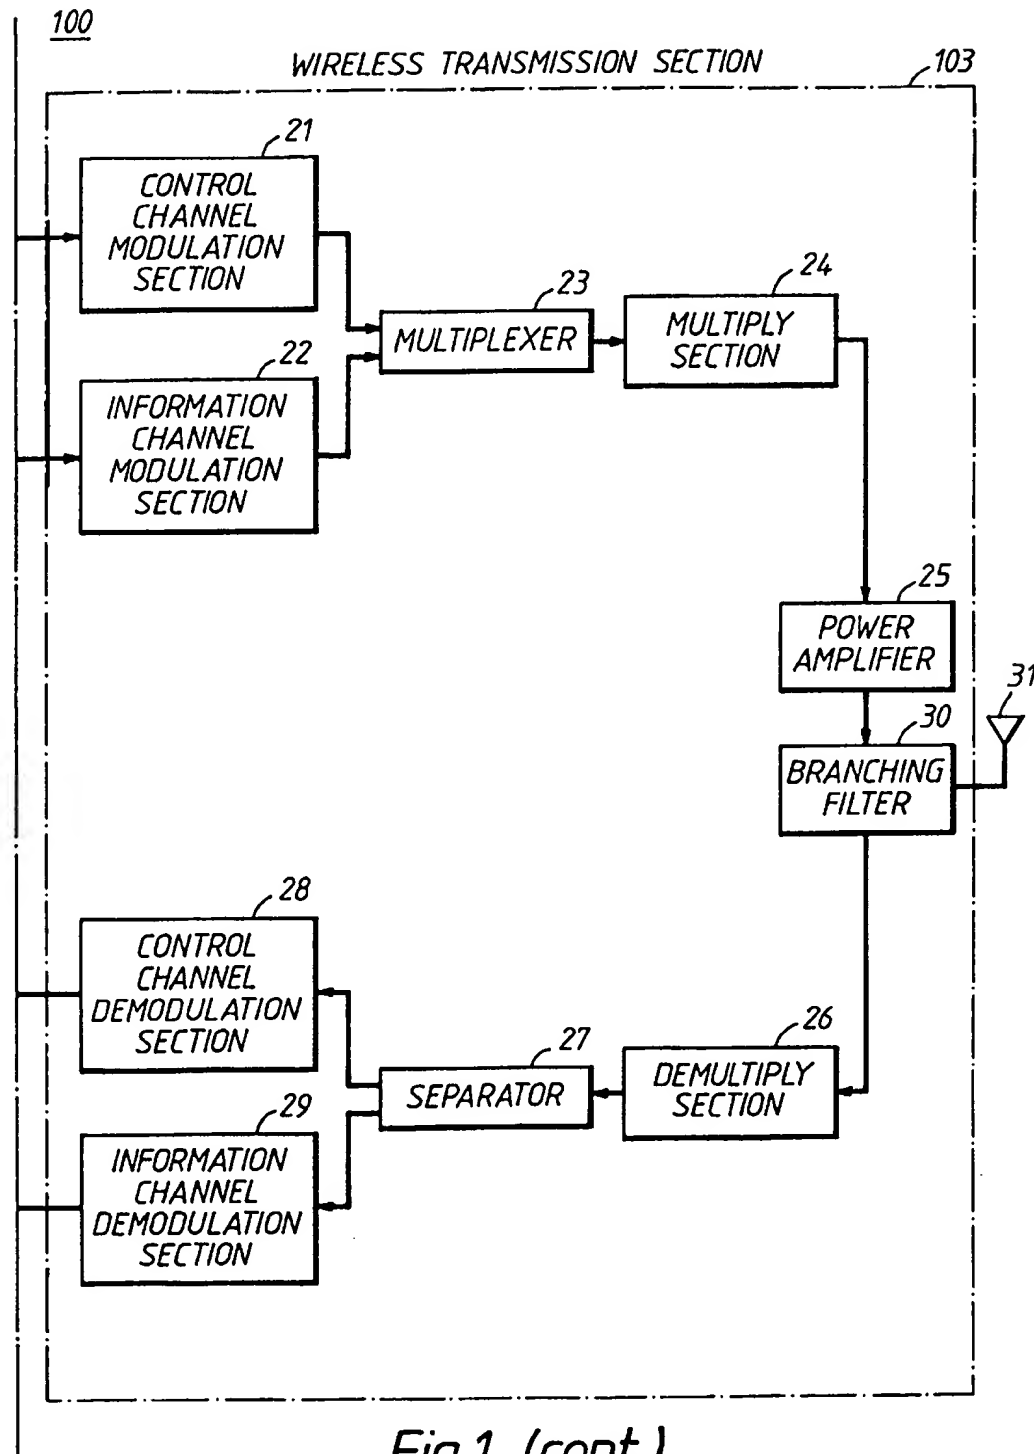 100
WIRELESS TRANSMISSION SECTION
103
21
CONTROL
CHANNEL
MODULATION
SECTION
22
INFORMATION
CHANNEL
MODULATION
SECTION
23
MULTIPLEXER
24
MULTIPLY
SECTION
25
POWER
AMPLIFIER
31
30
BRANCHING
FILTER
28
CONTROL
CHANNEL
DEMODULATION
SECTION
27
SEPARATOR
26
DEMULTIPLY
SECTION
29
INFORMATION
CHANNEL
DEMODULATION
SECTION
Fig.1 (cont.)